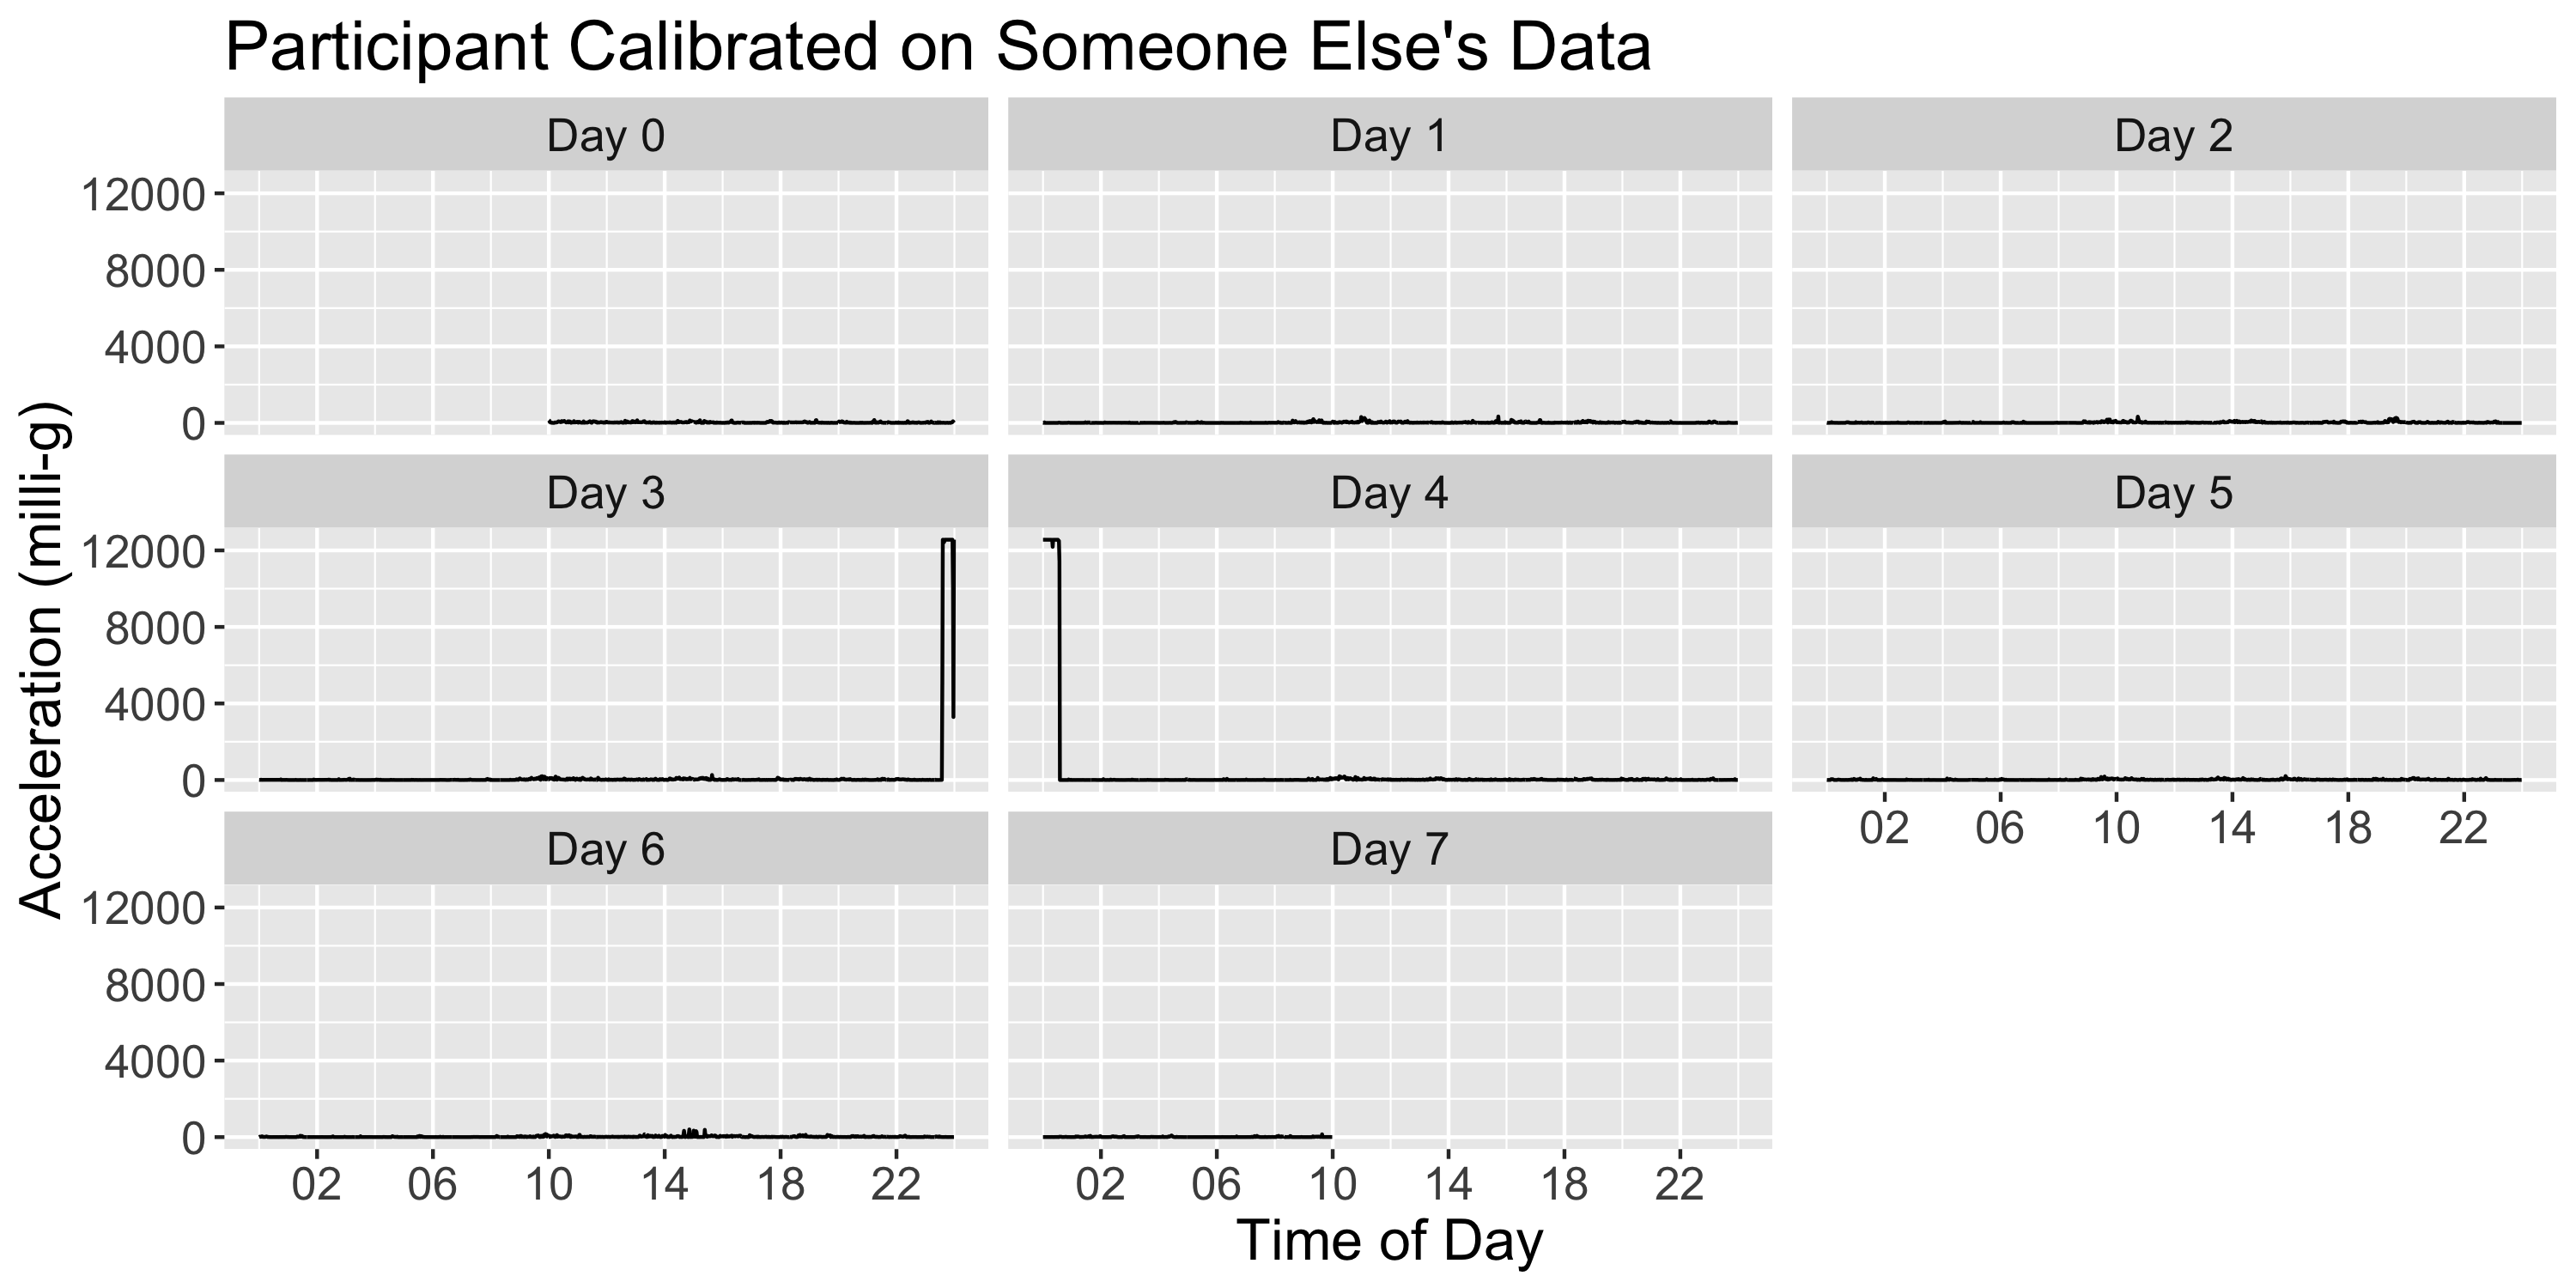 Participant Calibrated on Someone Else's Data
Day 0
Day 1
Day 2
12000
8000
4000
0
Day 3
Day 4
Day 5
12000
8000
4000
0
02 06 10 14 18 22
Day 6
Day 7
12000
8000
4000
0
02 06 10 14 18 22
02 06 10 14 18 22
Acceleration (milli-g)
Time of Day